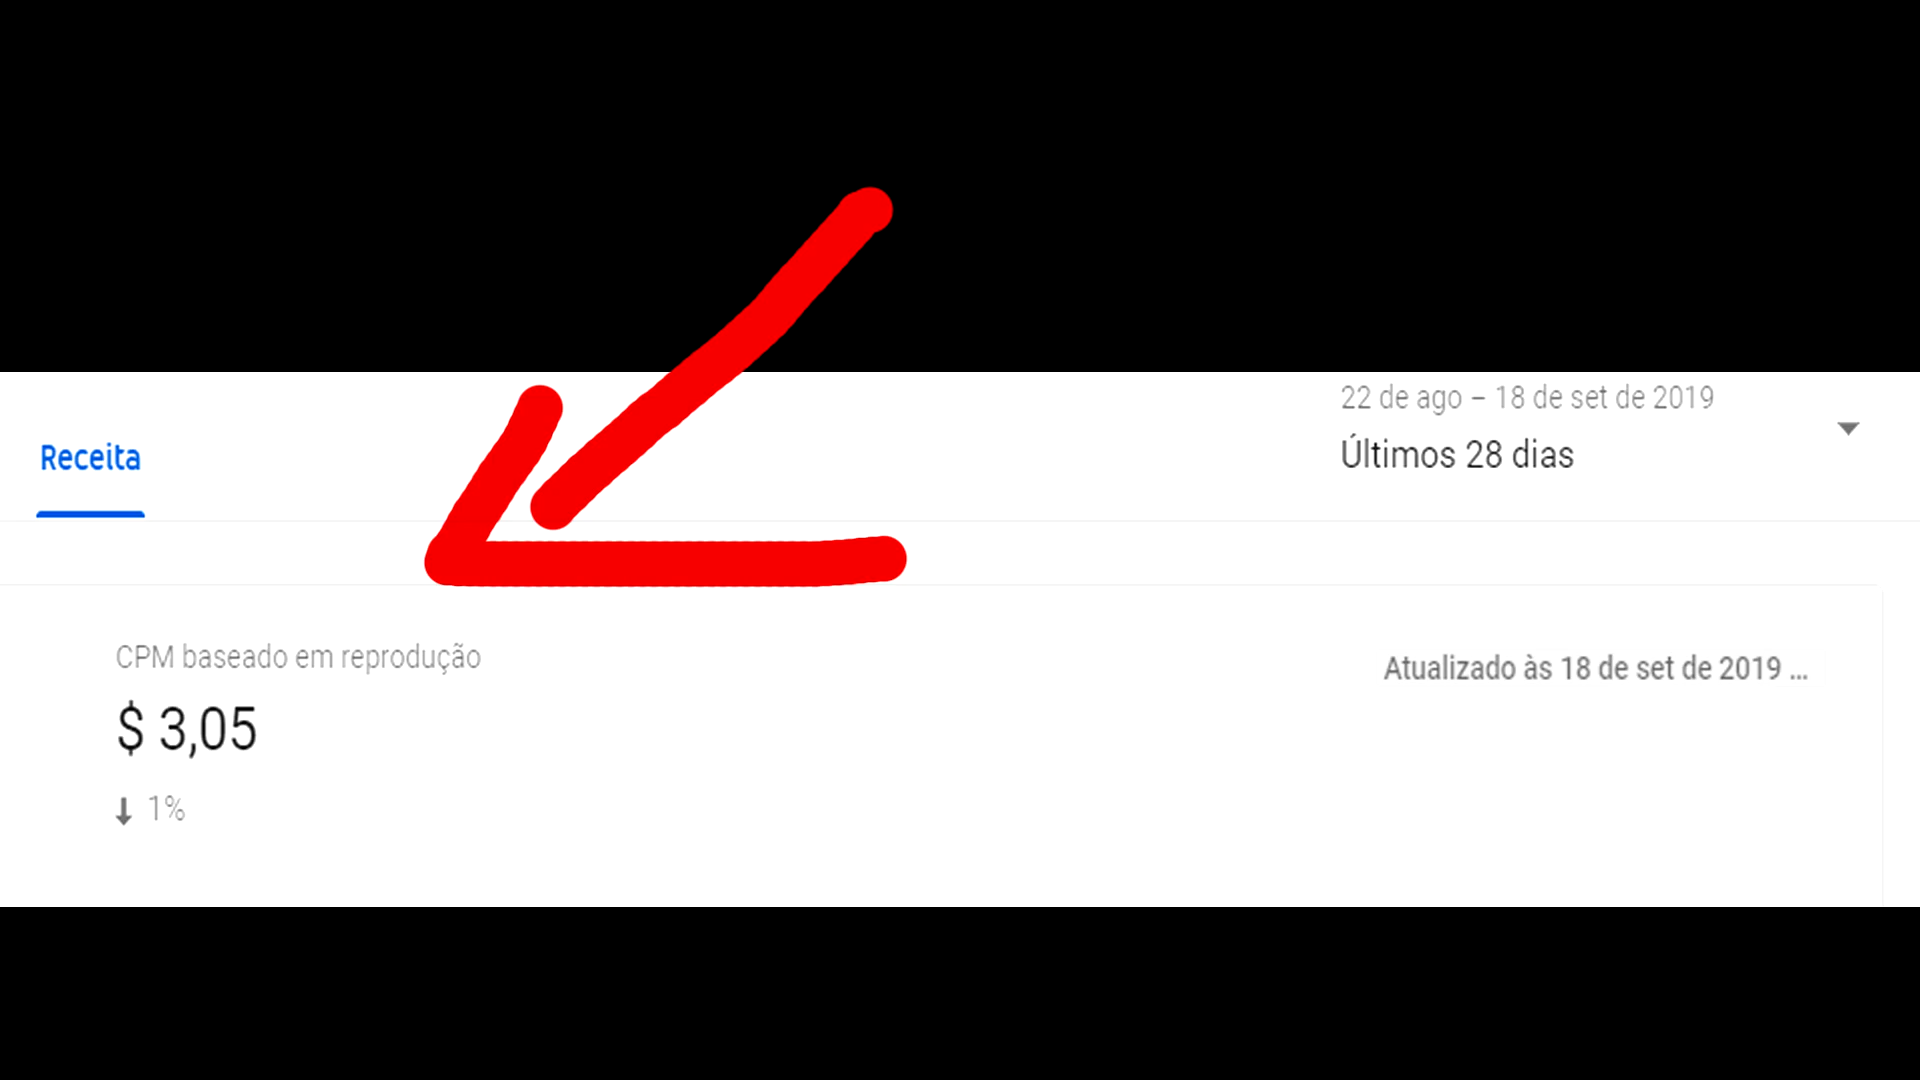 Receita
22 de ago – 18 de set de 2019
Últimos 28 dias
CPM baseado em reprodução
Atualizado às 18 de set de 2019 ...
$ 3,05
1%